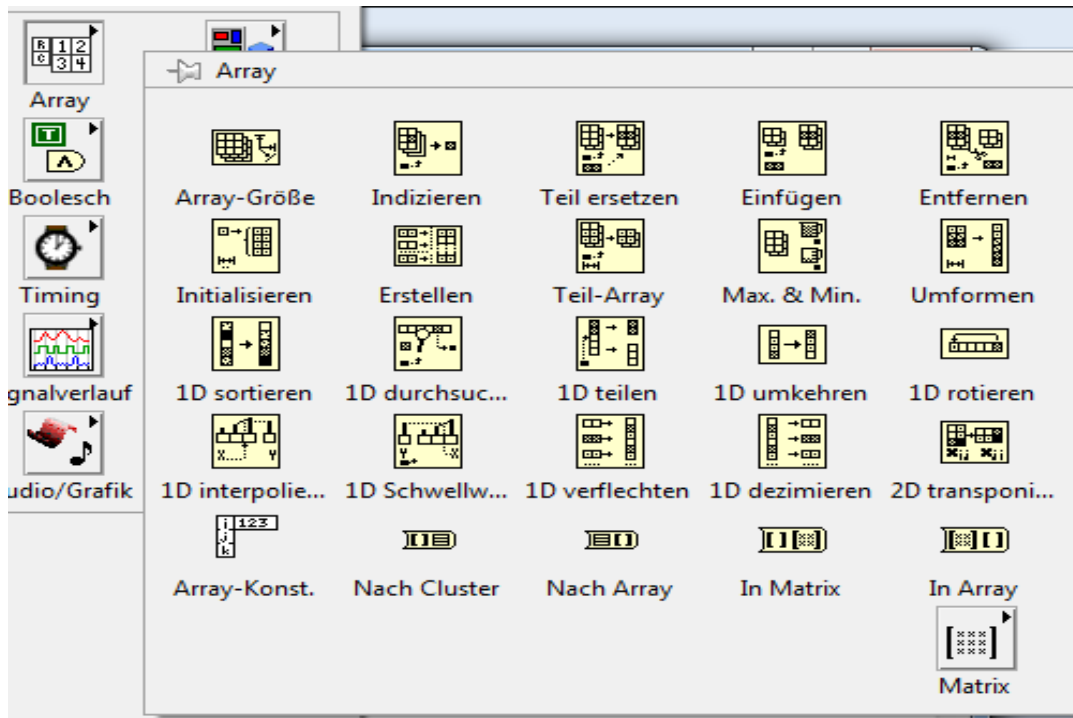 Array
Array
Boolesch
Timing
gnalverlauf
udio/Grafik
Array-Größe Indizieren Teil ersetzen Einfügen Entfernen
Initialisieren Erstellen Teil-Array Max. & Min. Umformen
1D sortieren 1D durchsuc... 1D teilen 1D umkehren 1D rotieren
1D interpolie... 1D Schwellw... 1D verflechten 1D dezimieren 2D transponi...
Array-Konst. Nach Cluster Nach Array In Matrix In Array
Matrix